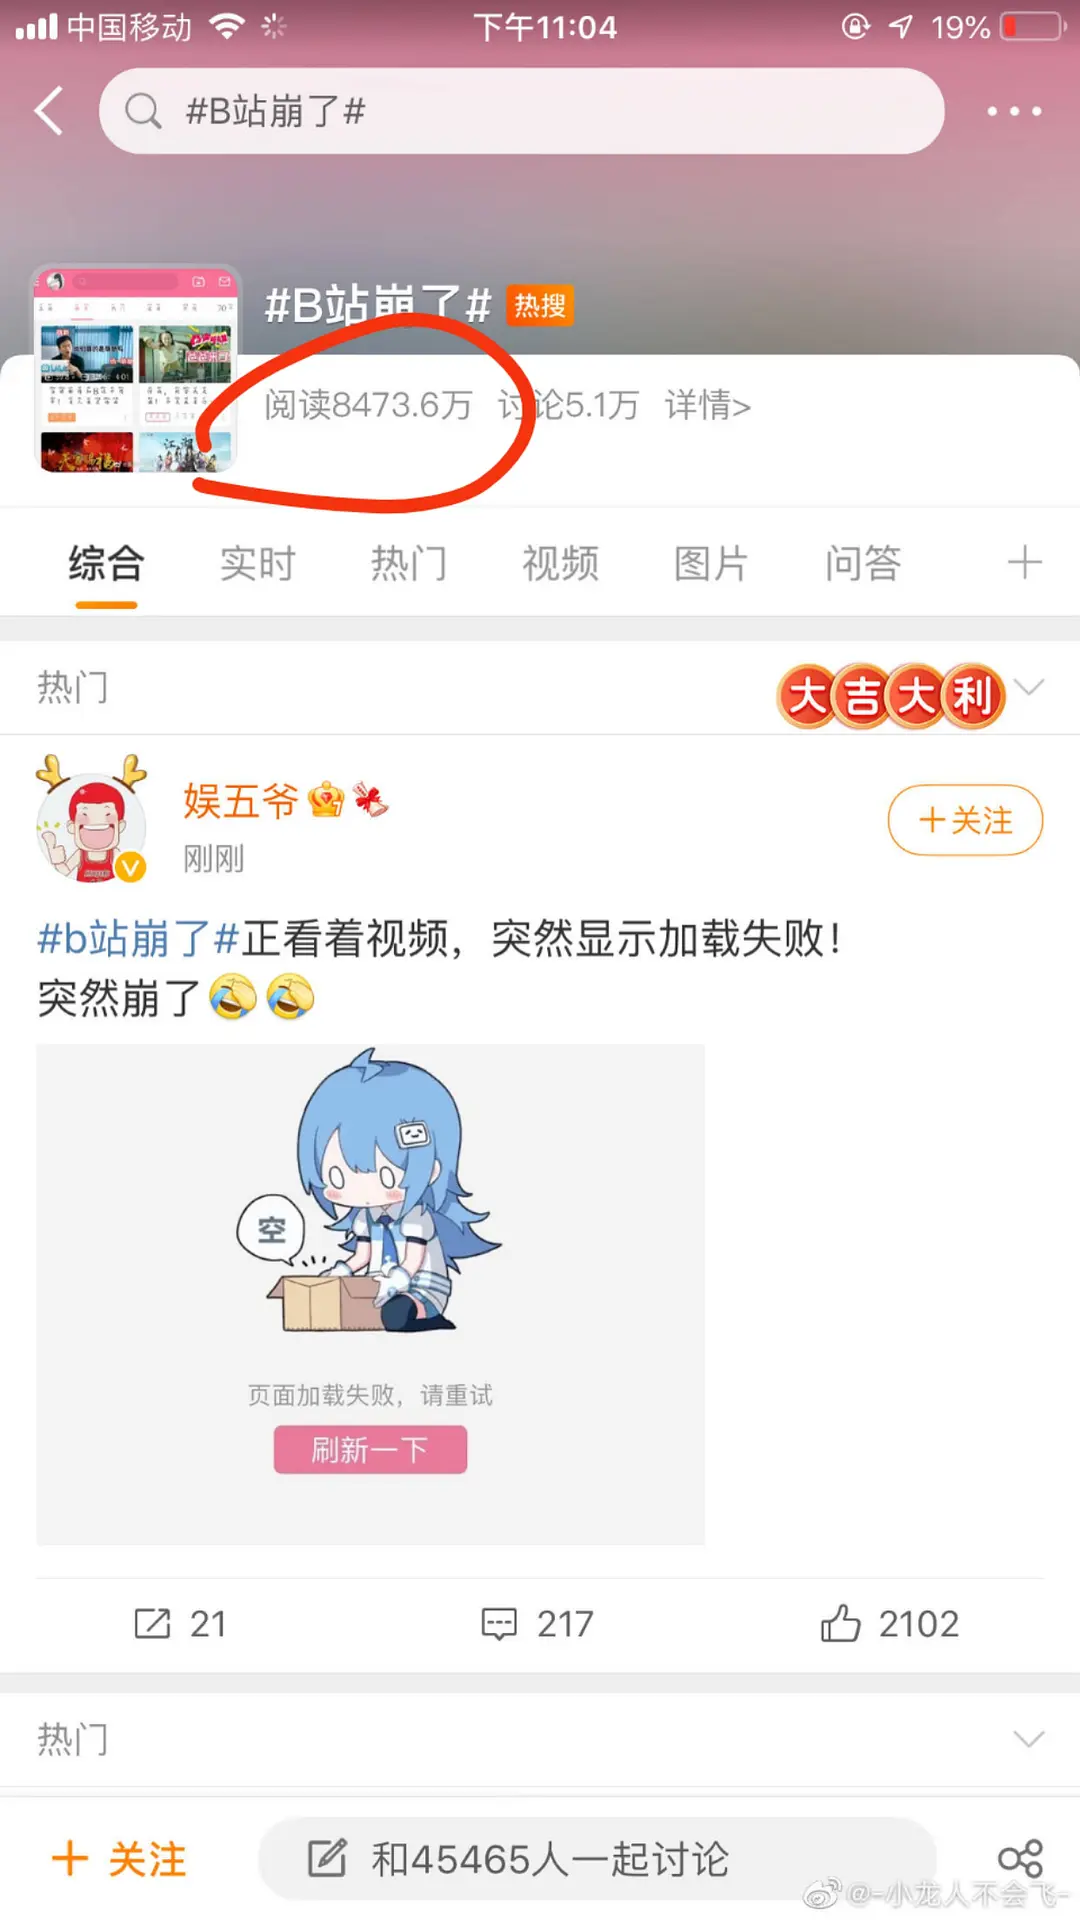 中国移动
下午11:04
19%
#B站崩了#
#B站崩了# 热搜
阅读8473.6万 讨论5.1万 详情>
综合 实时 热门 视频 图片 问答
热门
大吉大利
娱五爷
刚刚
+关注
#b站崩了#正看着视频，突然显示加载失败！
突然崩了
空
页面加载失败，请重试
刷新一下
21 217 2102
热门
+ 关注
和45465人一起讨论
@-小龙人不会飞-